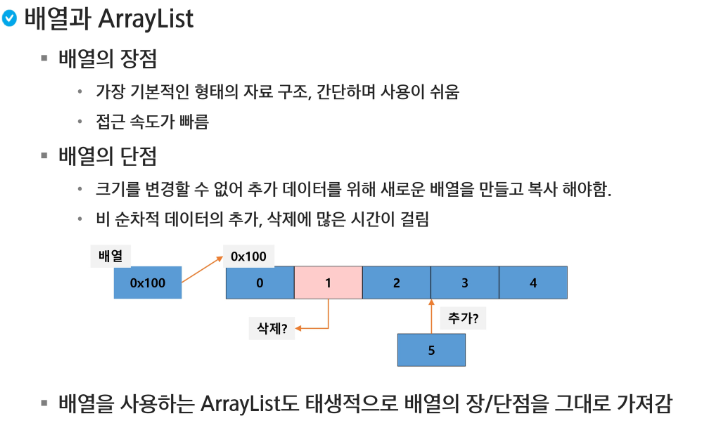 배열과 ArrayList
배열의 장점
가장 기본적인 형태의 자료 구조, 간단하며 사용이 쉬움
접근 속도가 빠름
배열의 단점
크기를 변경할 수 없어 추가 데이터를 위해 새로운 배열을 만들고 복사 해야함.
비 순차적 데이터의 추가, 삭제에 많은 시간이 걸림
배열 0x100
0x100 0 1 2 3 4
삭제? 추가?
5
배열을 사용하는 ArrayList도 태생적으로 배열의 장/단점을 그대로 가져감